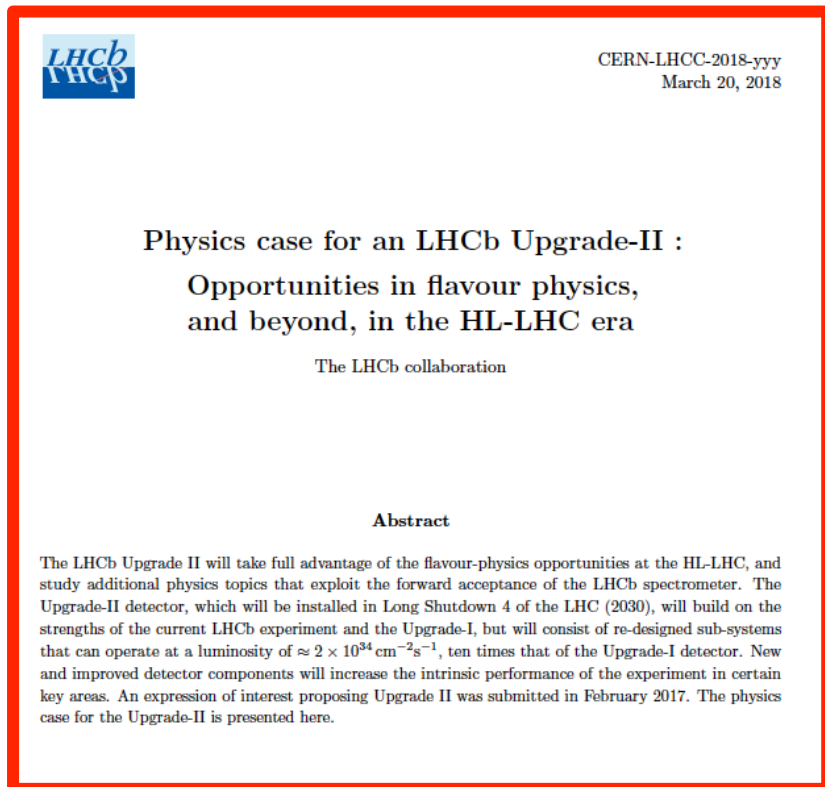 LHCb
LHCp
CERN-LHCC-2018-yyy
March 20, 2018
Physics case for an LHCb Upgrade-II :
Opportunities in flavour physics,
and beyond, in the HL-LHC era
The LHCb collaboration
Abstract
The LHCb Upgrade II will take full advantage of the flavour-physics opportunities at the HL-LHC, and
study additional physics topics that exploit the forward acceptance of the LHCb spectrometer. The
Upgrade-II detector, which will be installed in Long Shutdown 4 of the LHC (2030), will build on the
strengths of the current LHCb experiment and the Upgrade-I, but will consist of re-designed sub-systems
that can operate at a luminosity of ≈ 2 × 10³⁴ cm⁻²s⁻¹, ten times that of the Upgrade-I detector. New
and improved detector components will increase the intrinsic performance of the experiment in certain
key areas. An expression of interest proposing Upgrade II was submitted in February 2017. The physics
case for the Upgrade-II is presented here.